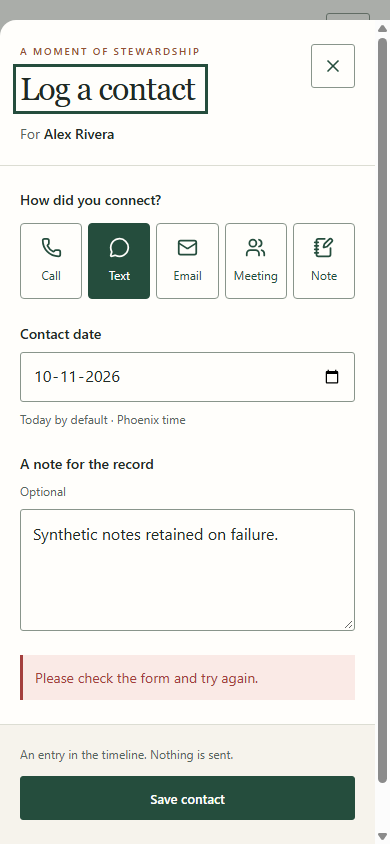 A MOMENT OF STEWARDSHIP
Log a contact
For Alex Rivera
How did you connect?
Call
Text
Email
Meeting
Note
Contact date
10-11-2026
Today by default · Phoenix time
A note for the record
Optional
Synthetic notes retained on failure.
Please check the form and try again.
An entry in the timeline. Nothing is sent.
Save contact